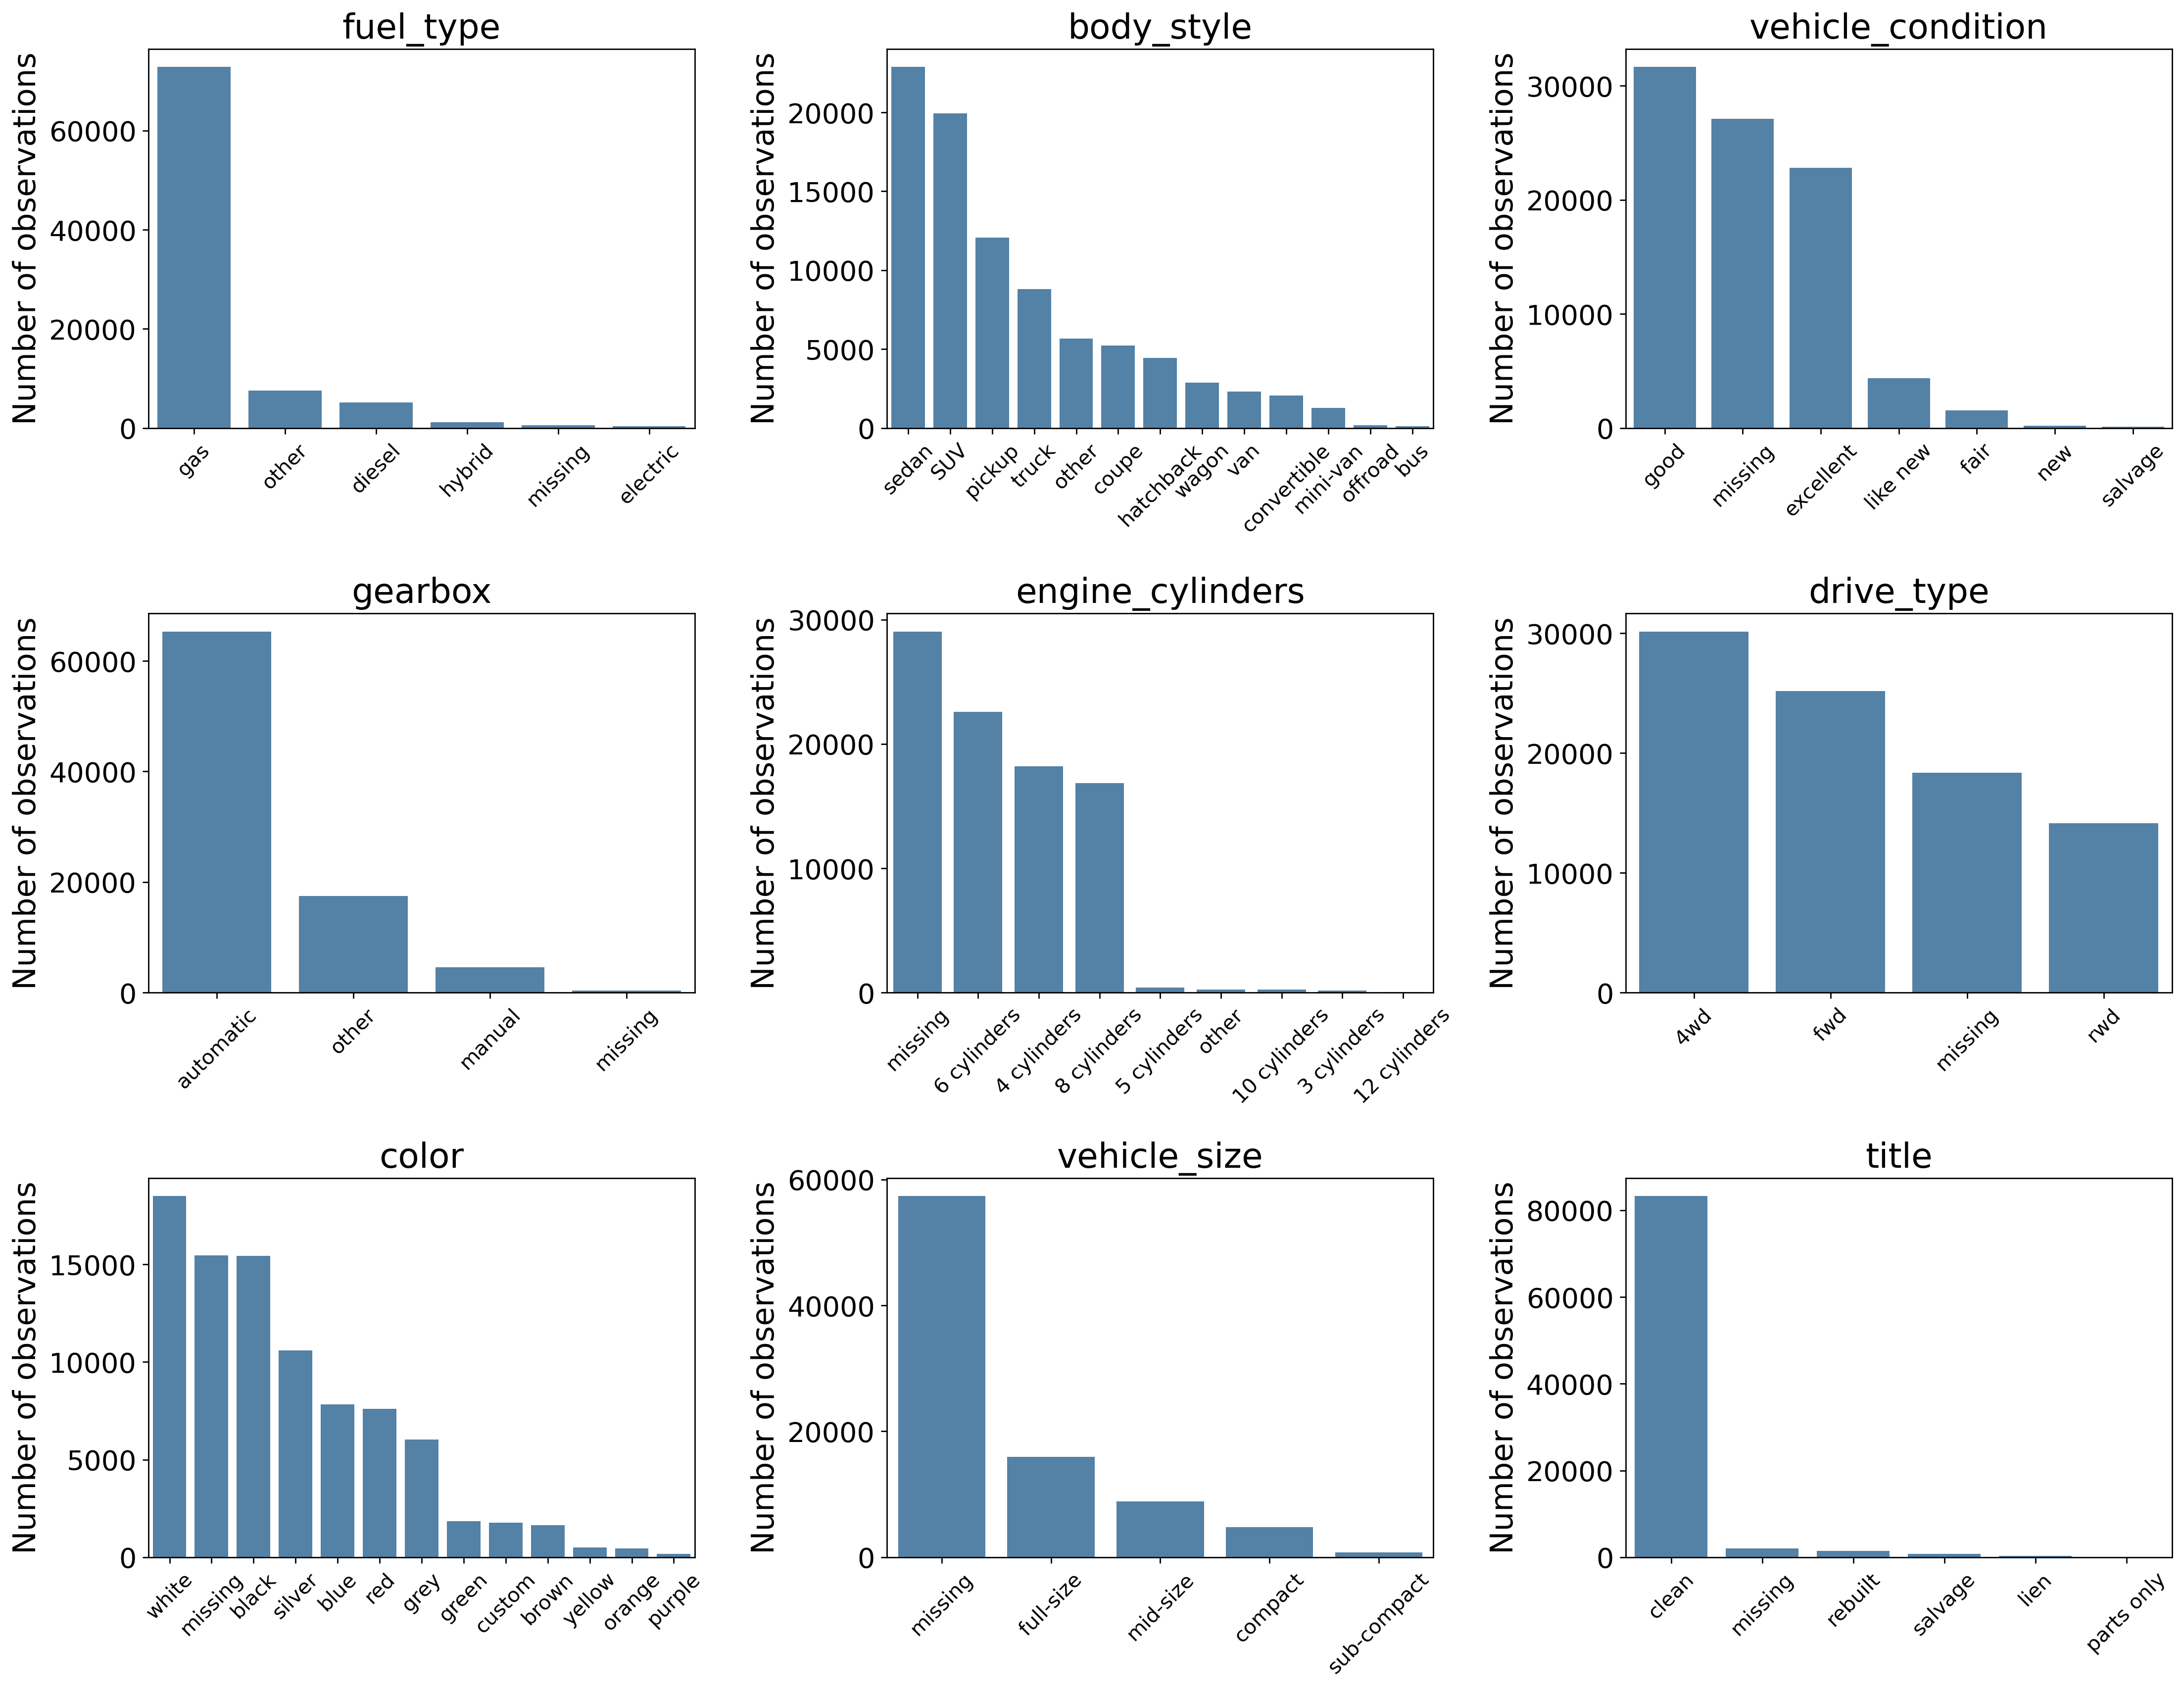 fuel_type
Number of observations
60000
40000
20000
0
gas
other
diesel
hybrid
missing
electric
body_style
Number of observations
20000
15000
10000
5000
0
sedan
SUV
pickup
truck
other
coupe
hatchback
wagon
van
convertible
mini-van
offroad
bus
vehicle_condition
Number of observations
30000
20000
10000
0
good
missing
excellent
like new
fair
new
salvage
gearbox
Number of observations
60000
40000
20000
0
automatic
other
manual
missing
engine_cylinders
Number of observations
30000
20000
10000
0
missing
6 cylinders
4 cylinders
8 cylinders
5 cylinders
other
10 cylinders
3 cylinders
12 cylinders
drive_type
Number of observations
30000
20000
10000
0
4wd
fwd
missing
rwd
color
Number of observations
15000
10000
5000
0
white
missing
black
silver
blue
red
grey
green
custom
brown
yellow
orange
purple
vehicle_size
Number of observations
60000
40000
20000
0
missing
full-size
mid-size
compact
sub-compact
title
Number of observations
80000
60000
40000
20000
0
clean
missing
rebuilt
salvage
lien
parts only